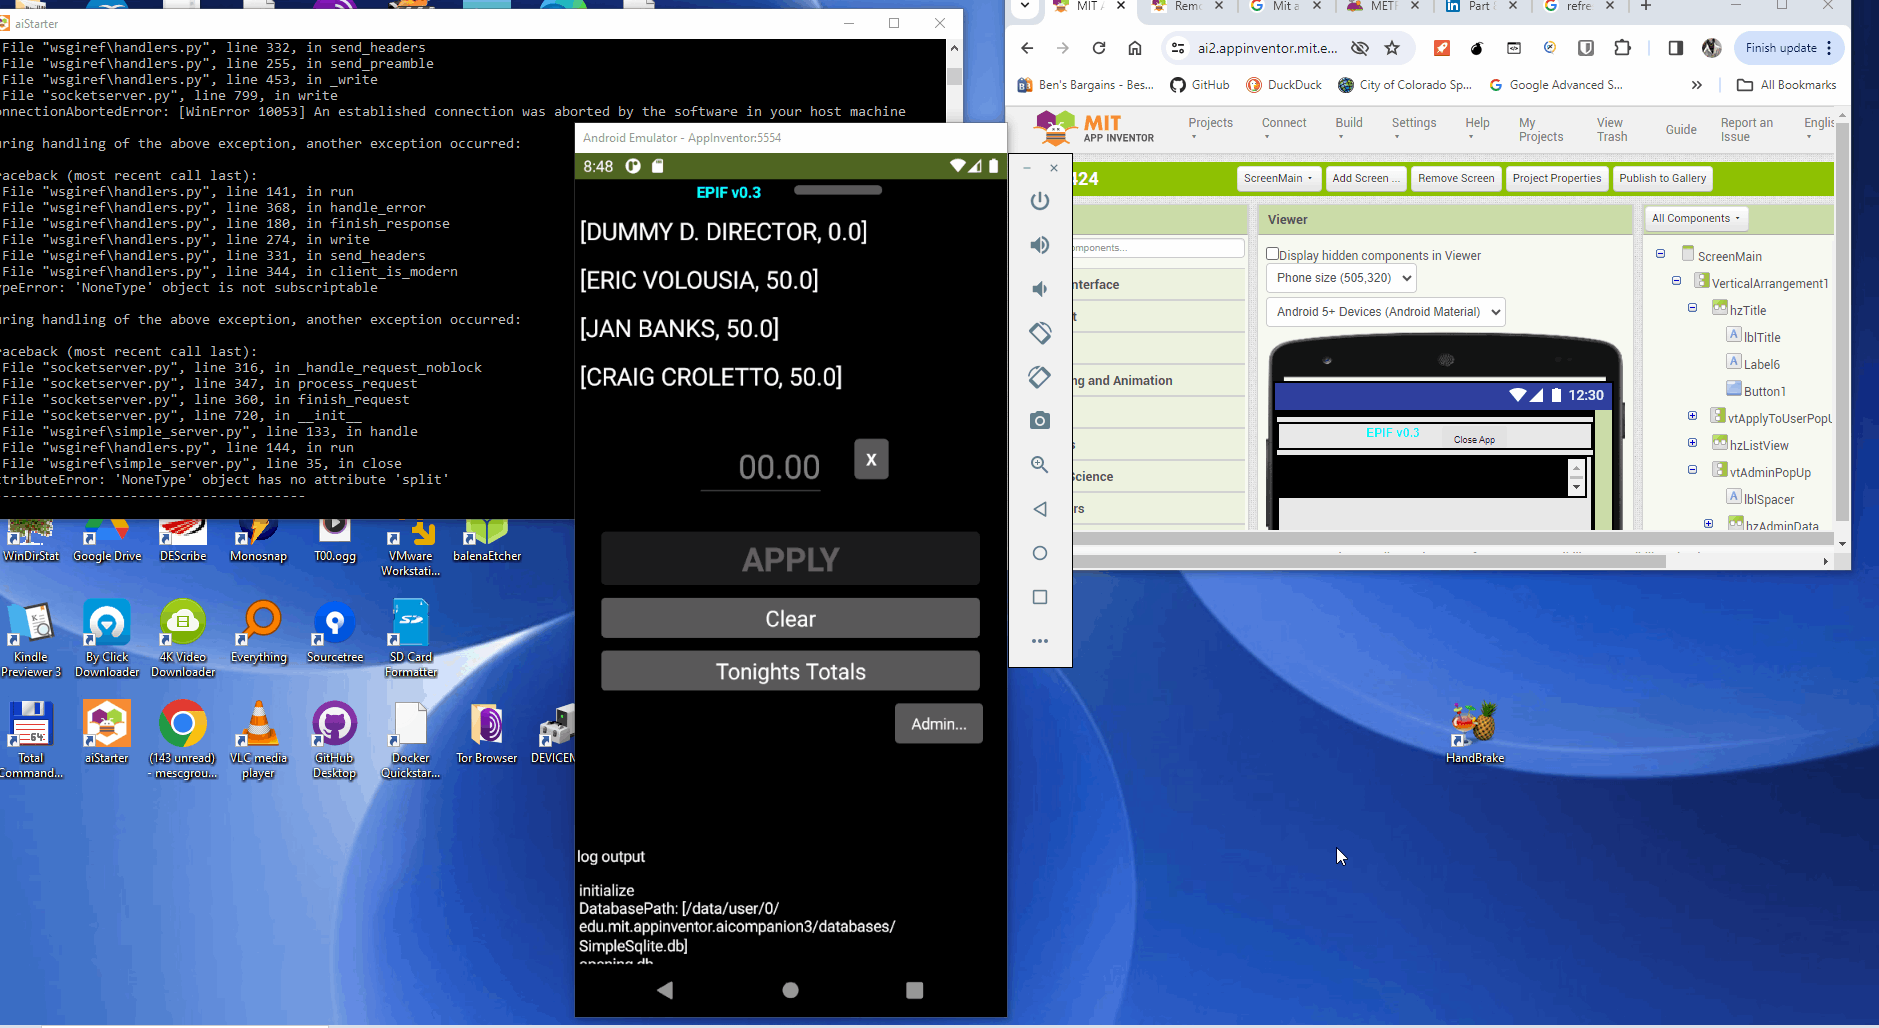 aiStarter
File "wsgiref\handlers.py", line 332, in send_headers
File "wsgiref\handlers.py", line 255, in send_preamble
File "wsgiref\handlers.py", line 453, in _write
File "socketserver.py", line 799, in write
onnectionAbortedError: [WinError 10053] An established connection was aborted by the software in your host machine
uring handling of the above exception, another exception occurred:
raceback (most recent call last):
File "wsgiref\handlers.py", line 141, in run
File "wsgiref\handlers.py", line 368, in handle_error
File "wsgiref\handlers.py", line 180, in finish_response
File "wsgiref\handlers.py", line 274, in write
File "wsgiref\handlers.py", line 331, in send_headers
File "wsgiref\handlers.py", line 344, in client_is_modern
ypeError: 'NoneType' object is not subscriptable
uring handling of the above exception, another exception occurred:
raceback (most recent call last):
File "socketserver.py", line 316, in _handle_request_noblock
File "socketserver.py", line 347, in process_request
File "socketserver.py", line 360, in finish_request
File "socketserver.py", line 720, in __init__
File "wsgiref\simple_server.py", line 133, in handle
File "wsgiref\handlers.py", line 144, in run
File "wsgiref\simple_server.py", line 35, in close
ttributeError: 'NoneType' object has no attribute 'split'
----------------------------------------
WinDirStat
Google Drive
DEScribe
Monosnap
T00.ogg
VMware
Workstati...
balenaEtcher
Kindle
Previewer 3
By Click
Downloader
4K Video
Downloader
Everything
Sourcetree
SD Card
Formatter
Total
Command...
aiStarter
(143 unread)
- mescgrou...
VLC media
player
GitHub
Desktop
Docker
Quickstar...
Tor Browser
DEVICEN
HandBrake
Android Emulator - AppInventor:5554
8:48
EPIF v0.3
[DUMMY D. DIRECTOR, 0.0]
[ERIC VOLOUSIA, 50.0]
[JAN BANKS, 50.0]
[CRAIG CROLETTO, 50.0]
00.00
X
APPLY
Clear
Tonights Totals
Admin...
log output
initialize
DatabasePath: [/data/user/0/
edu.mit.appinventor.aicompanion3/databases/
SimpleSqlite.db]
opening db
MIT A
Remo
Mit a
METR
Part
refre
ai2.appinventor.mit.e...
Finish update
Ben's Bargains - Bes...
GitHub
DuckDuck
City of Colorado Sp...
Google Advanced S...
All Bookmarks
MIT
APP INVENTOR
Projects
Connect
Build
Settings
Help
My
Projects
View
Trash
Guide
Report an
Issue
Englis
424
ScreenMain
Add Screen ...
Remove Screen
Project Properties
Publish to Gallery
Viewer
All Components
mponents...
Display hidden components in Viewer
Phone size (505,320)
Android 5+ Devices (Android Material)
nterface
t
ng and Animation
s
Science
rs
12:30
EPIF v0.3
Close App
ScreenMain
VerticalArrangement1
hzTitle
lblTitle
Label6
Button1
vtApplyToUserPopU
hzListView
vtAdminPopUp
lblSpacer
hzAdminData